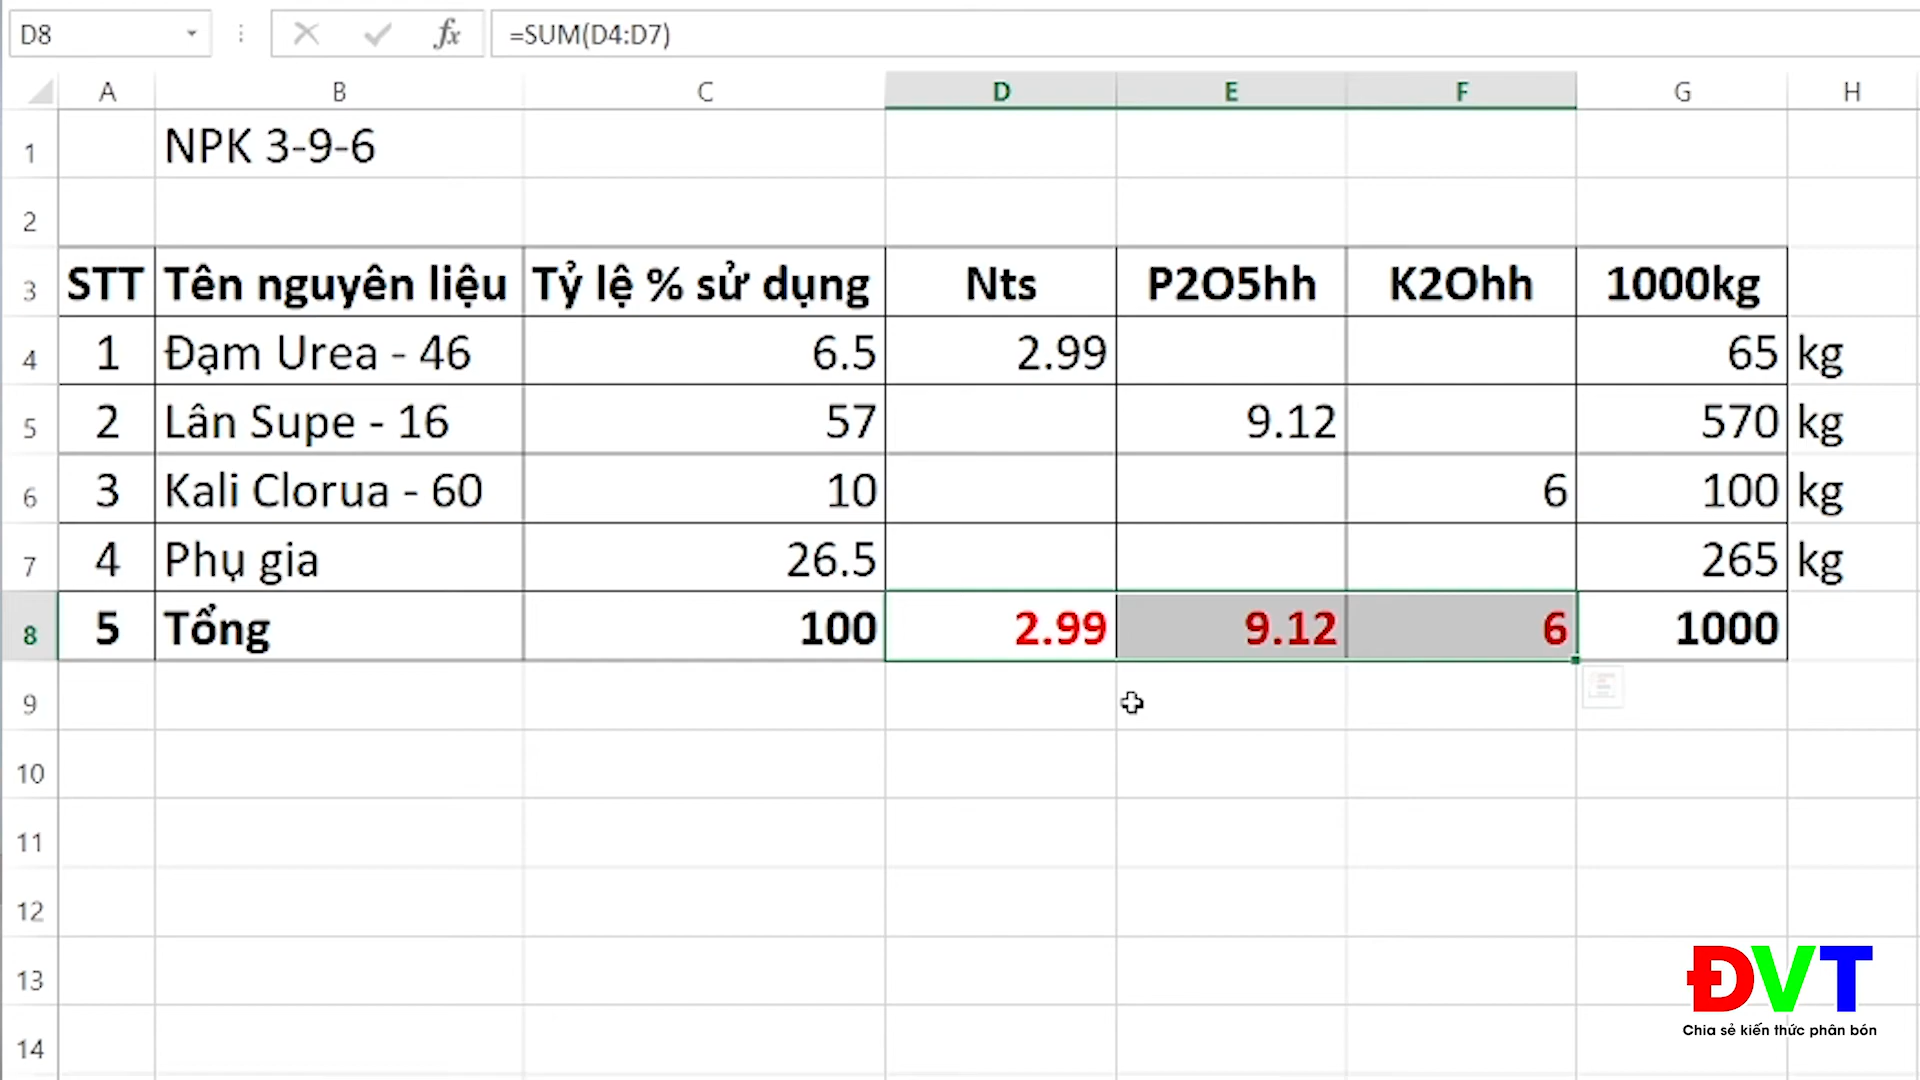 D8 fx =SUM(D4:D7)
A B C D E F G H
1 NPK 3-9-6
2
3 STT Tên nguyên liệu Tỷ lệ % sử dụng Nts P2O5hh K2Ohh 1000kg
4 1 Đạm Urea - 46 6.5 2.99 65 kg
5 2 Lân Supe - 16 57 9.12 570 kg
6 3 Kali Clorua - 60 10 6 100 kg
7 4 Phụ gia 26.5 265 kg
8 5 Tổng 100 2.99 9.12 6 1000
9
10
11
12
13
14
ĐVT
Chia sẻ kiến thức phân bón